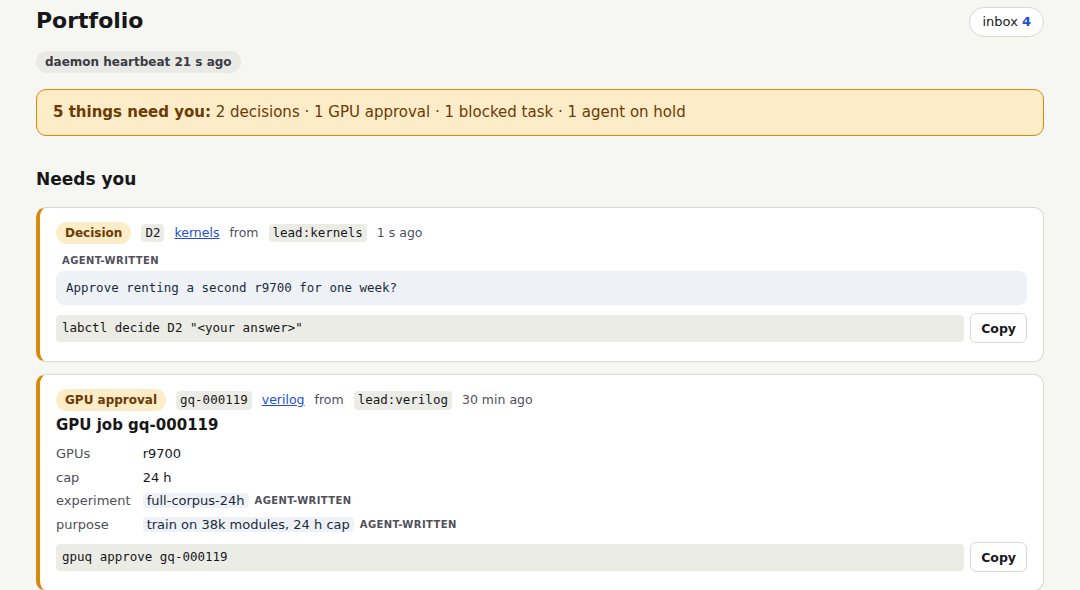 Portfolio
inbox 4
daemon heartbeat 21 s ago
5 things need you: 2 decisions · 1 GPU approval · 1 blocked task · 1 agent on hold
Needs you
Decision D2 kernels from lead:kernels 1 s ago
AGENT-WRITTEN
Approve renting a second r9700 for one week?
labctl decide D2 "<your answer>" Copy
GPU approval gq-000119 verilog from lead:verilog 30 min ago
GPU job gq-000119
GPUs r9700
cap 24 h
experiment full-corpus-24h AGENT-WRITTEN
purpose train on 38k modules, 24 h cap AGENT-WRITTEN
gpuq approve gq-000119 Copy